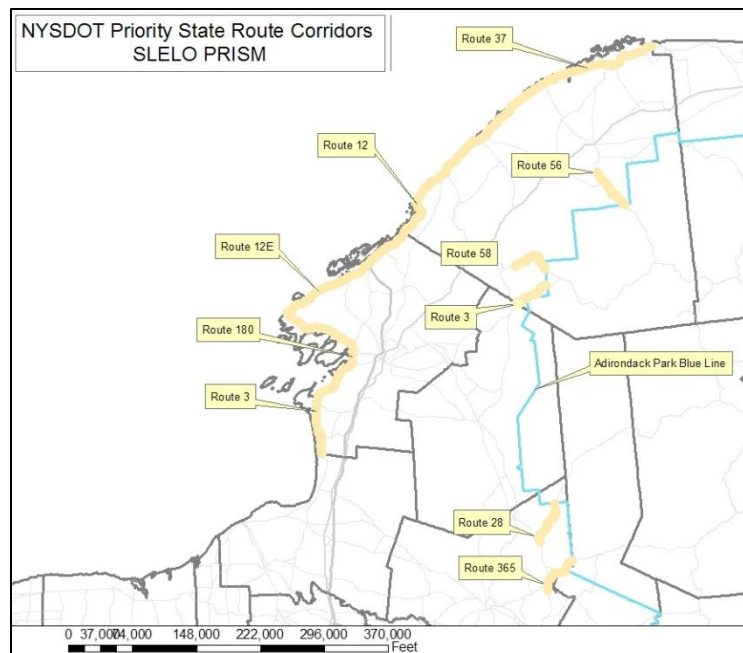 NYSDOT Priority State Route Corridors
SLELO PRISM
Route 37
Route 12
Route 56
Route 12E
Route 58
Route 3
Route 180
Adirondack Park Blue Line
Route 3
Route 28
Route 365
0 37,00074,000 148,000 222,000 296,000 370,000
Feet